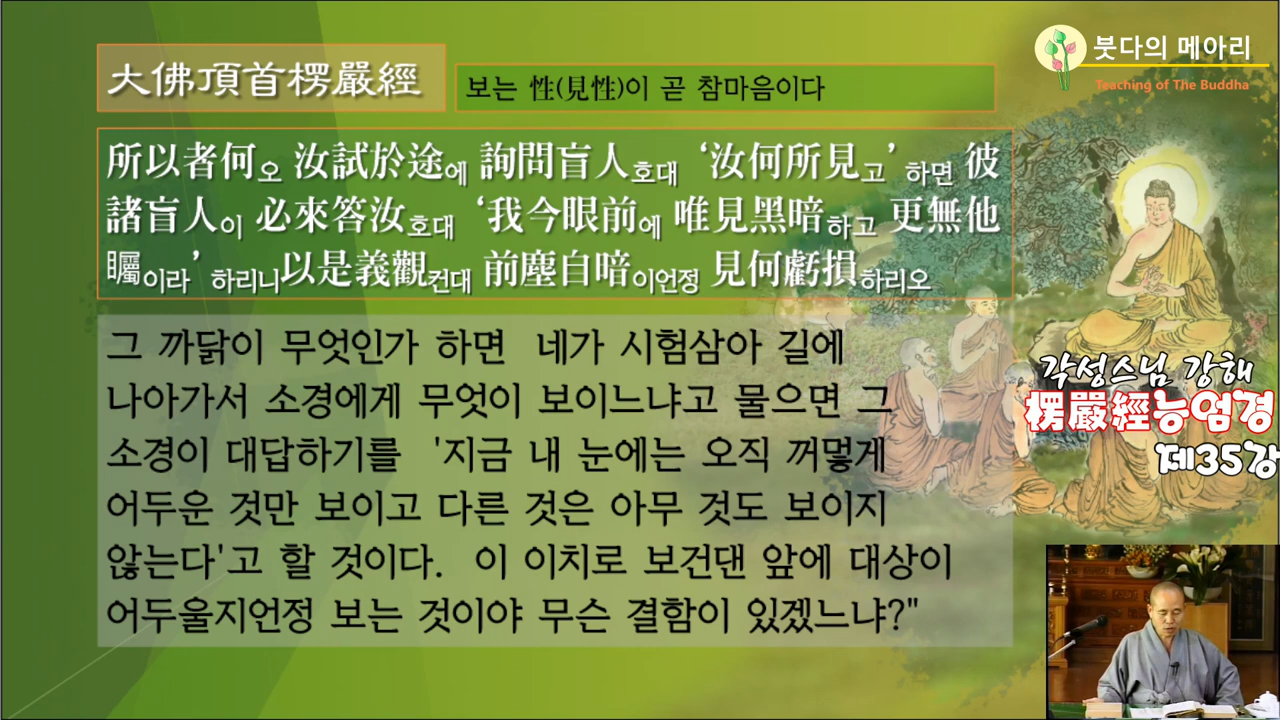 大佛頂首楞嚴經
보는 性(見性)이 곧 참마음이다
붓다의 메아리
Teaching of The Buddha
所以者何오 汝試於途에 詢問盲人호대 ‘汝何所見고’ 하면 彼
諸盲人이 必來答汝호대 ‘我今眼前에 唯見黑暗하고 更無他
矚이라’ 하리니以是義觀컨대 前塵自暗이언정 見何虧損하리오
그 까닭이 무엇인가 하면 네가 시험삼아 길에
나아가서 소경에게 무엇이 보이느냐고 물으면 그
소경이 대답하기를 '지금 내 눈에는 오직 꺼멓게
어두운 것만 보이고 다른 것은 아무 것도 보이지
않는다'고 할 것이다. 이 이치로 보건댄 앞에 대상이
어두울지언정 보는 것이야 무슨 결함이 있겠느냐?"
각성스님 강해
楞嚴經능엄경
제35강